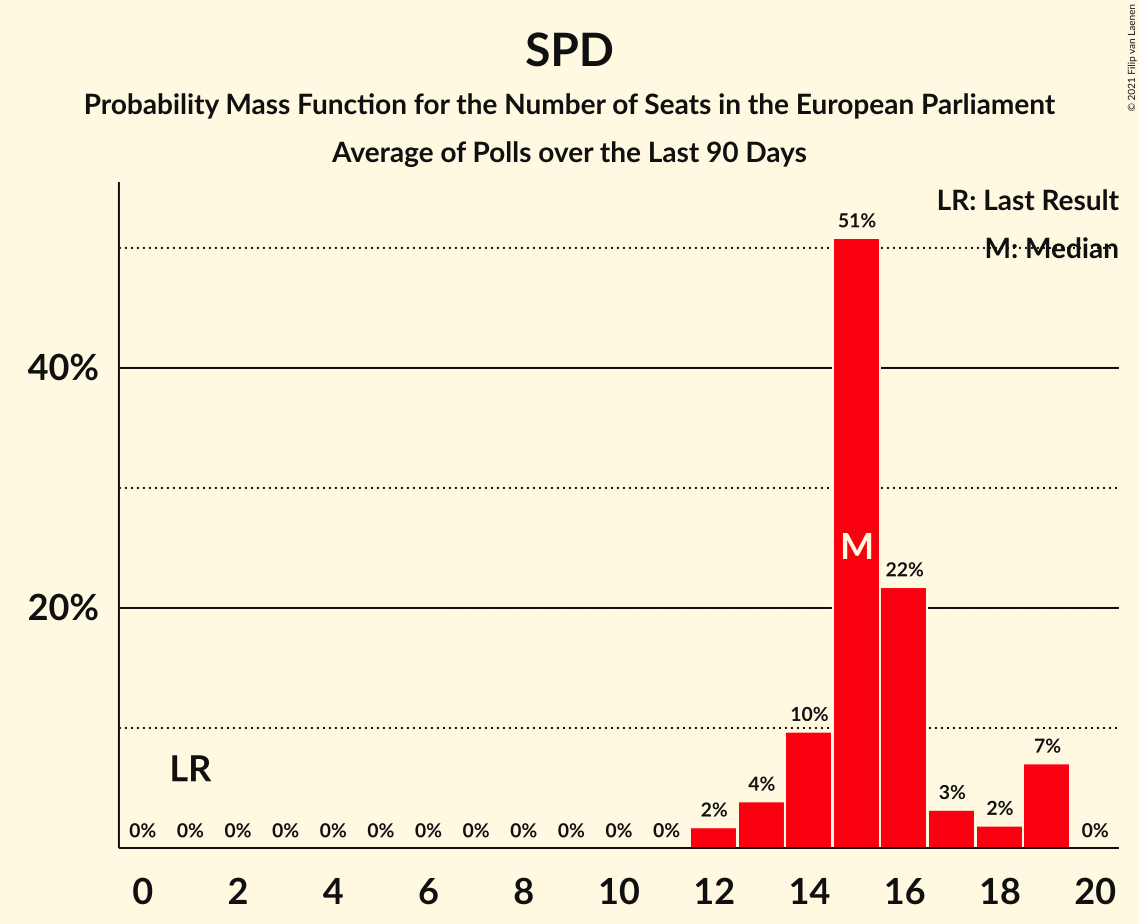 © 2021 Filip van Laenen
SPD
Probability Mass Function for the Number of Seats in the European Parliament
Average of Polls over the Last 90 Days
LR: Last Result
M: Median
51%
40%
M
22%
20%
10%
7%
LR
4%
3%
2%
2%
0% 0% 0% 0% 0% 0% 0% 0% 0% 0% 0% 0% 0%
0 2 4 6 8 10 12 14 16 18 20